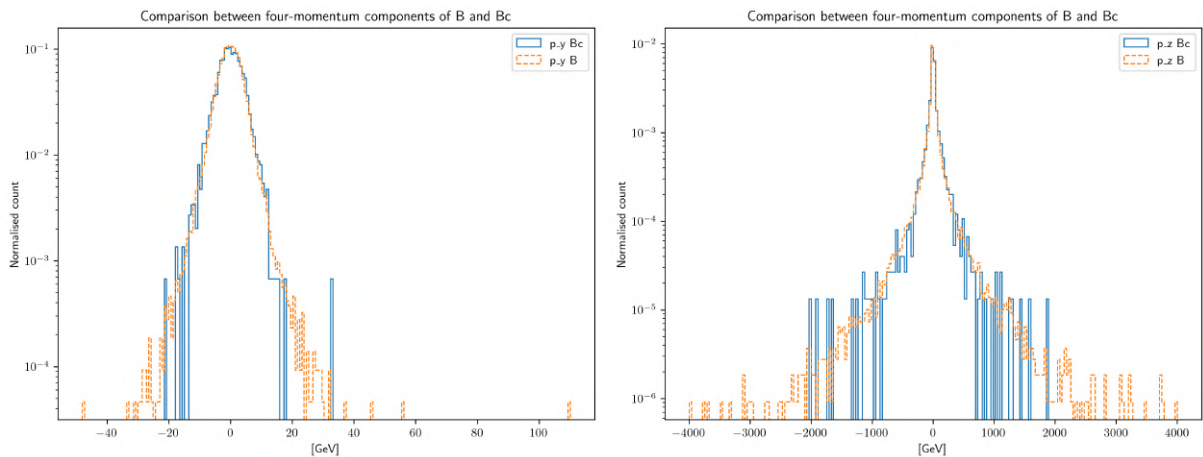 Comparison between four-momentum components of B and Bc
p_y Bc
p_y B
Normalised count
10⁻¹
10⁻²
10⁻³
10⁻⁴
−40 −20 0 20 40 60 80 100
[GeV]
Comparison between four-momentum components of B and Bc
p_z Bc
p_z B
Normalised count
10⁻²
10⁻³
10⁻⁴
10⁻⁵
10⁻⁶
−4000 −3000 −2000 −1000 0 1000 2000 3000 4000
[GeV]